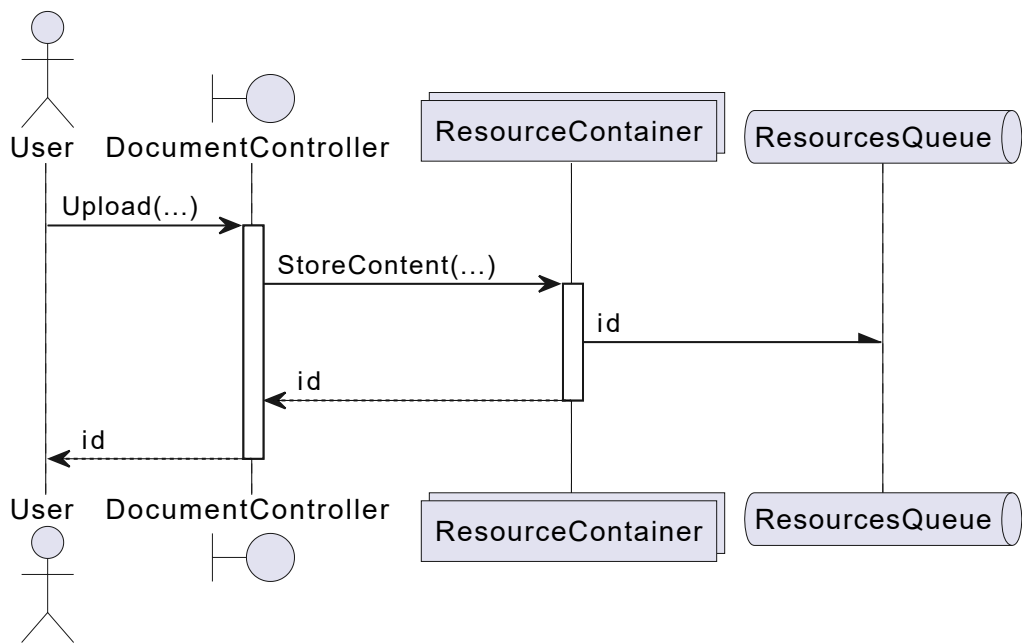 User
DocumentController
ResourceContainer
ResourcesQueue
Upload(...)
StoreContent(...)
id
id
id
User
DocumentController
ResourceContainer
ResourcesQueue